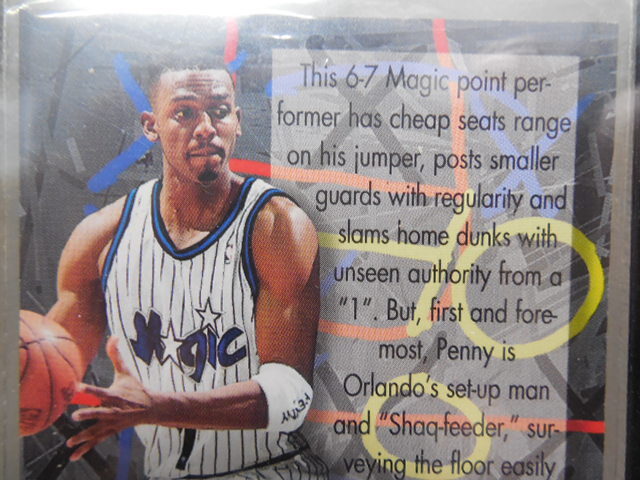 This 6-7 Magic point per-
former has cheap seats range
on his jumper, posts smaller
guards with regularity and
slams home dunks with
unseen authority from a
"1". But, first and fore-
most, Penny is
Orlando's set-up man
and "Shaq-feeder," sur-
veying the floor easily
MAGIC
1